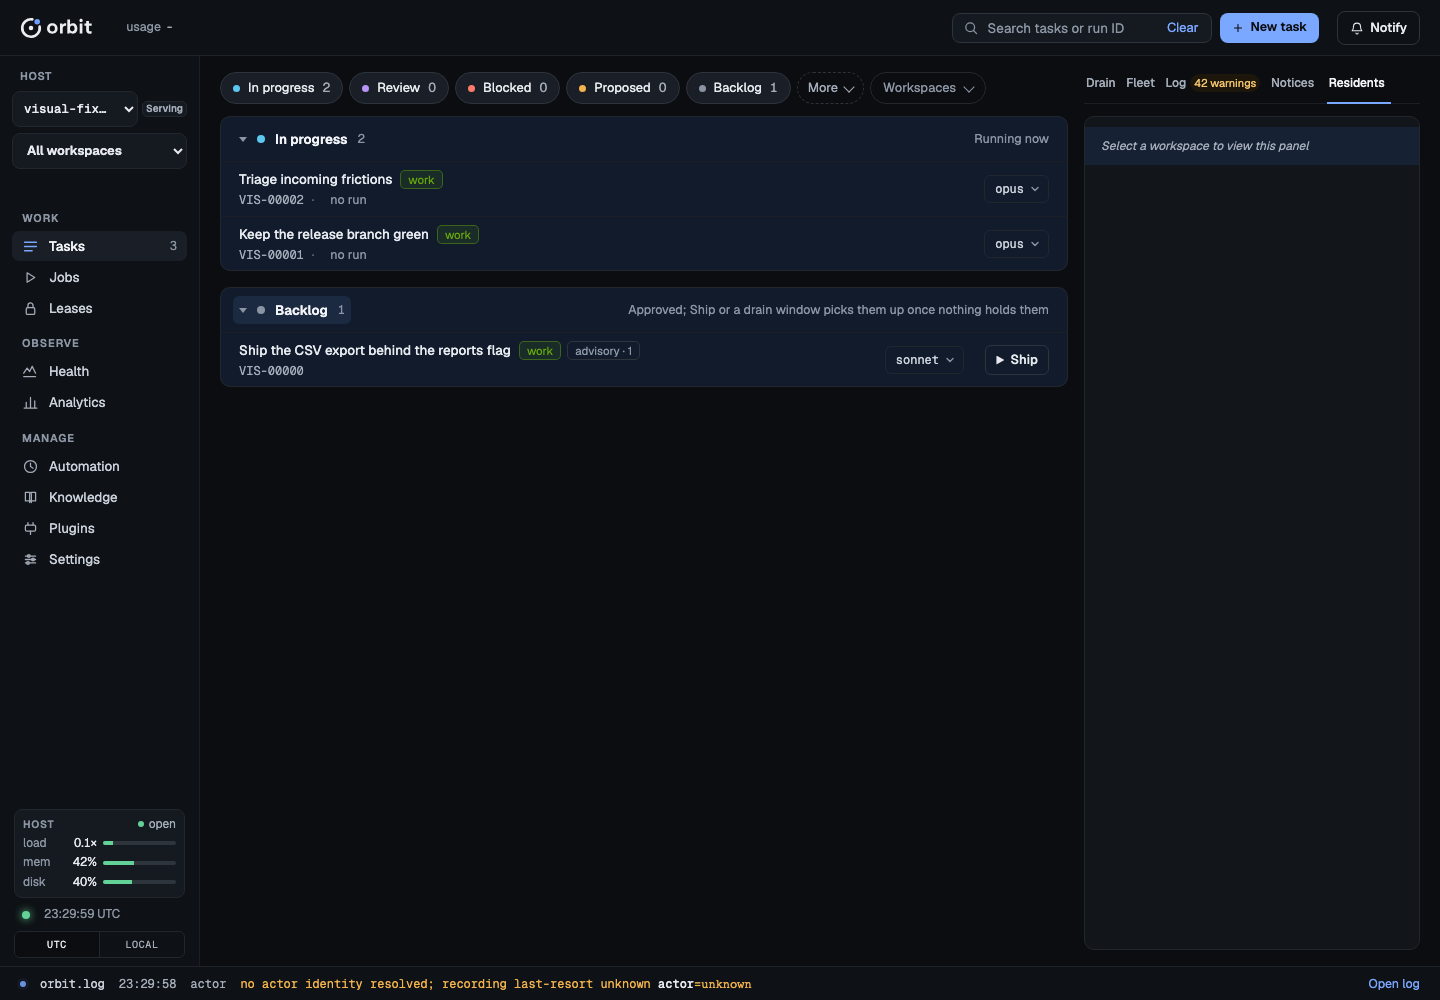 orbit
usage -
Search tasks or run ID
Clear
+ New task
Notify
HOST
visual-fix…
Serving
All workspaces
WORK
Tasks 3
Jobs
Leases
OBSERVE
Health
Analytics
MANAGE
Automation
Knowledge
Plugins
Settings
HOST open
load 0.1×
mem 42%
disk 40%
23:29:59 UTC
UTC LOCAL
In progress 2
Review 0
Blocked 0
Proposed 0
Backlog 1
More
Workspaces
In progress 2
Running now
Triage incoming frictions work
VIS-00002 · no run
opus
Keep the release branch green work
VIS-00001 · no run
opus
Backlog 1
Approved; Ship or a drain window picks them up once nothing holds them
Ship the CSV export behind the reports flag work advisory · 1
VIS-00000
sonnet
Ship
Drain Fleet Log 42 warnings Notices Residents
Select a workspace to view this panel
orbit.log 23:29:58 actor no actor identity resolved; recording last-resort unknown actor=unknown
Open log